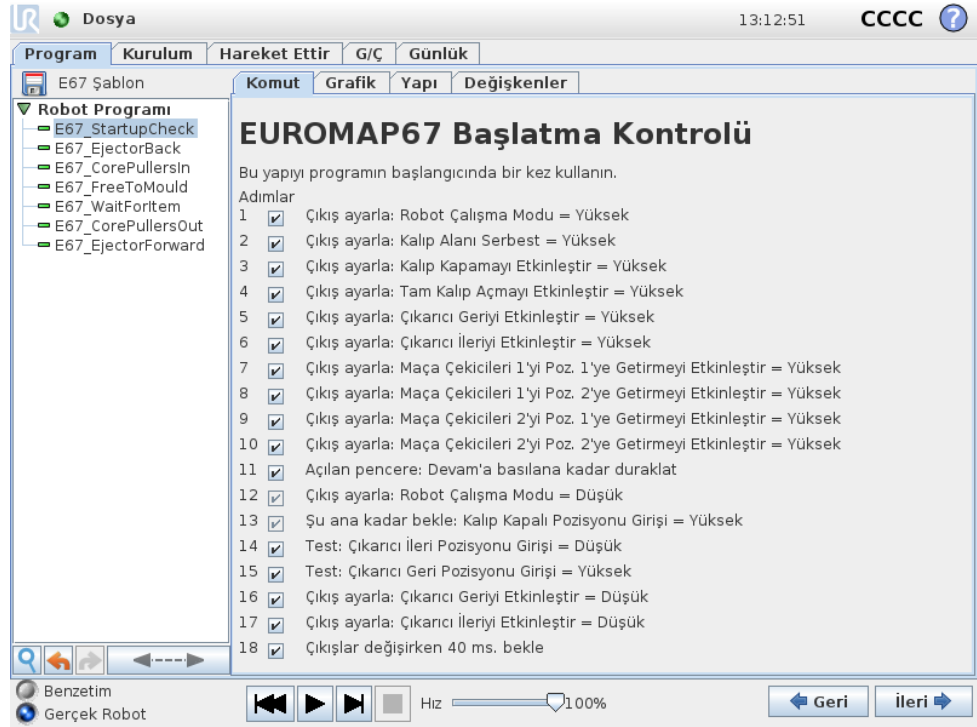 UR Dosya 13:12:51 CCCC ?
Program Kurulum Hareket Ettir G/Ç Günlük
E67 Şablon
Komut Grafik Yapı Değişkenler
Robot Programı
E67_StartupCheck
E67_EjectorBack
E67_CorePullersIn
E67_FreeToMould
E67_WaitForItem
E67_CorePullersOut
E67_EjectorForward
EUROMAP67 Başlatma Kontrolü
Bu yapıyı programın başlangıcında bir kez kullanın.
Adımlar
1 Çıkış ayarla: Robot Çalışma Modu = Yüksek
2 Çıkış ayarla: Kalıp Alanı Serbest = Yüksek
3 Çıkış ayarla: Kalıp Kapamayı Etkinleştir = Yüksek
4 Çıkış ayarla: Tam Kalıp Açmayı Etkinleştir = Yüksek
5 Çıkış ayarla: Çıkarıcı Geriyi Etkinleştir = Yüksek
6 Çıkış ayarla: Çıkarıcı İleriyi Etkinleştir = Yüksek
7 Çıkış ayarla: Maça Çekicileri 1'yi Poz. 1'ye Getirmeyi Etkinleştir = Yüksek
8 Çıkış ayarla: Maça Çekicileri 1'yi Poz. 2'ye Getirmeyi Etkinleştir = Yüksek
9 Çıkış ayarla: Maça Çekicileri 2'yi Poz. 1'ye Getirmeyi Etkinleştir = Yüksek
10 Çıkış ayarla: Maça Çekicileri 2'yi Poz. 2'ye Getirmeyi Etkinleştir = Yüksek
11 Açılan pencere: Devam'a basılana kadar duraklat
12 Çıkış ayarla: Robot Çalışma Modu = Düşük
13 Şu ana kadar bekle: Kalıp Kapalı Pozisyonu Girişi = Yüksek
14 Test: Çıkarıcı İleri Pozisyonu Girişi = Düşük
15 Test: Çıkarıcı Geri Pozisyonu Girişi = Yüksek
16 Çıkış ayarla: Çıkarıcı Geriyi Etkinleştir = Düşük
17 Çıkış ayarla: Çıkarıcı İleriyi Etkinleştir = Düşük
18 Çıkışlar değişirken 40 ms. bekle
Benzetim
Gerçek Robot
Hız 100%
Geri İleri